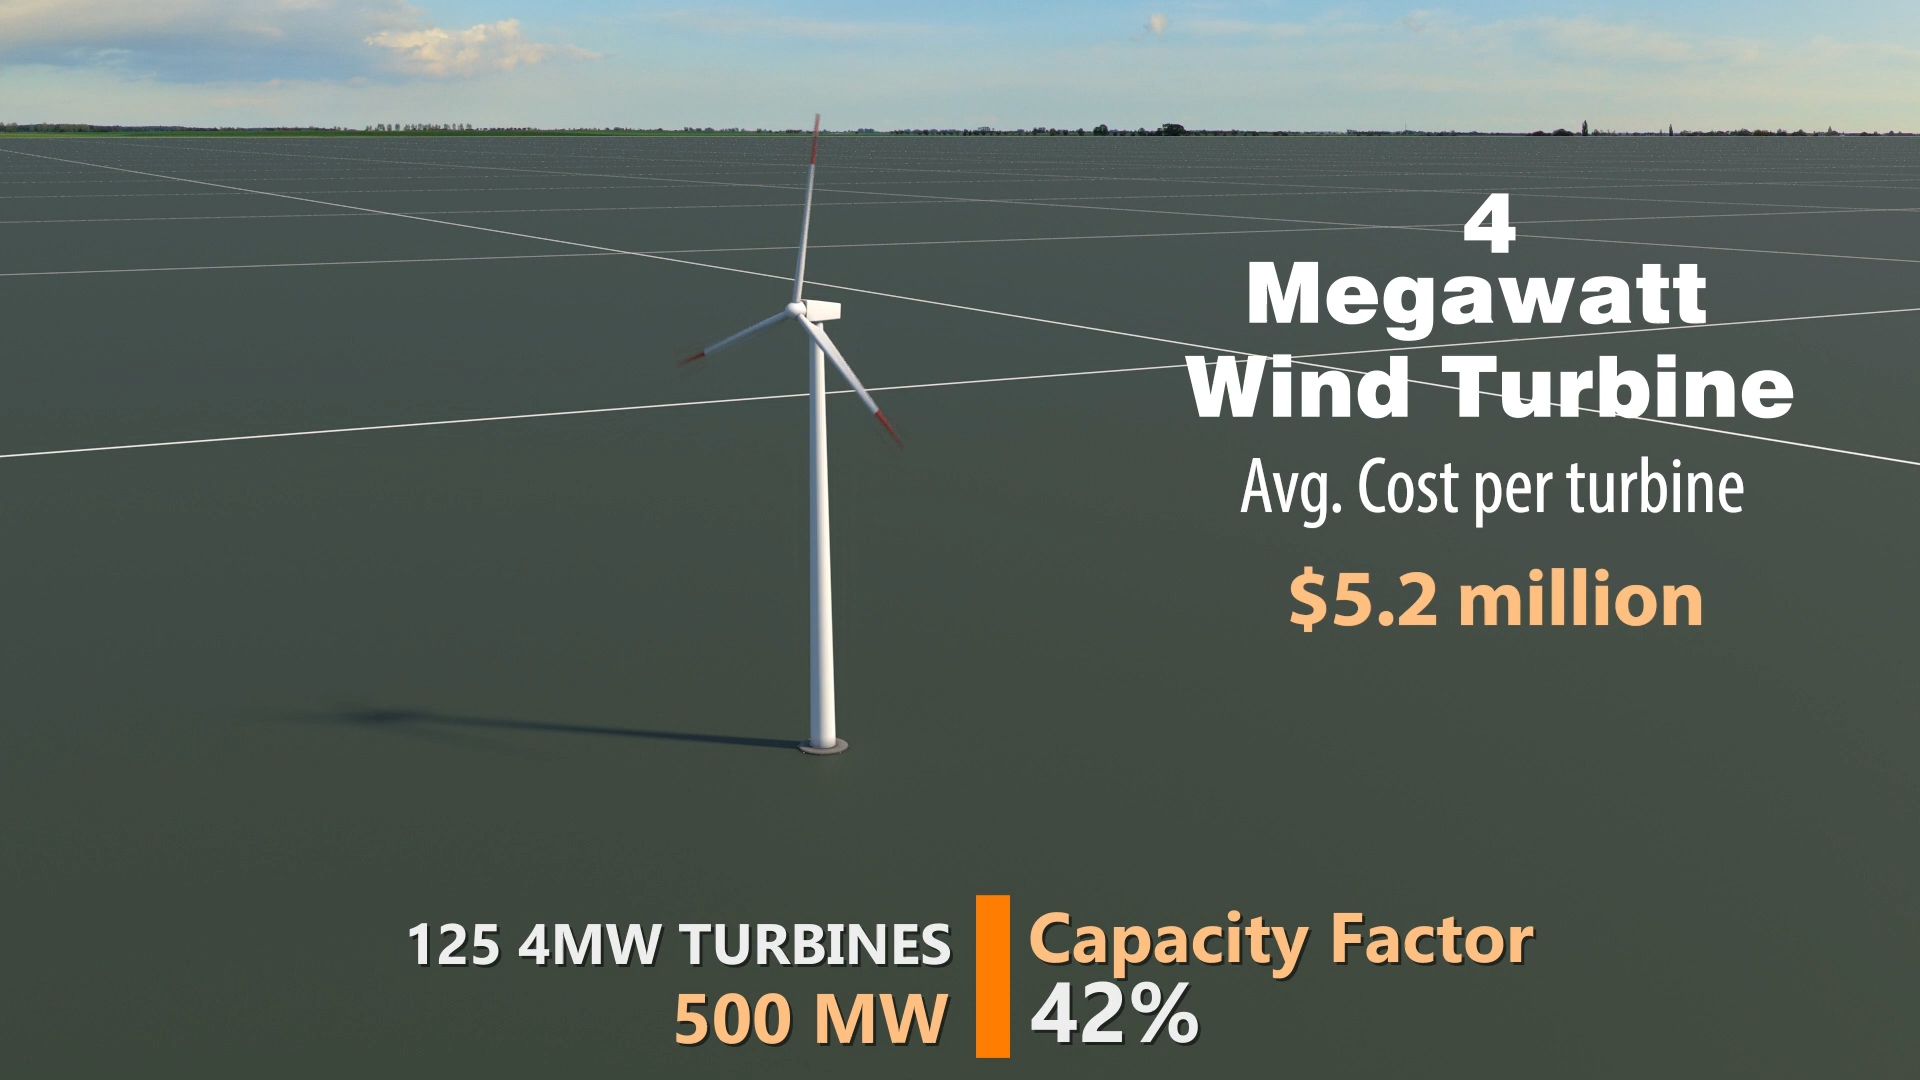 4
Megawatt
Wind Turbine
Avg. Cost per turbine
$5.2 million
125 4MW TURBINES
500 MW
Capacity Factor
42%